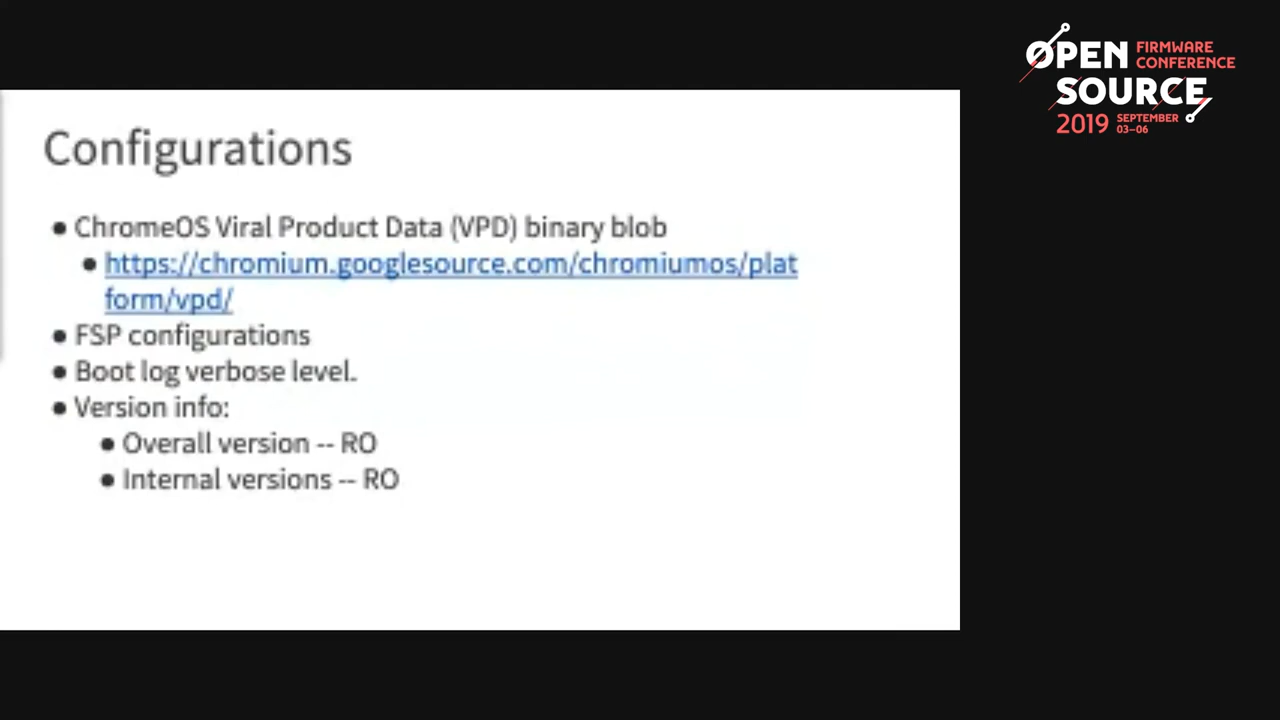 OPEN FIRMWARE
CONFERENCE
SOURCE
2019 SEPTEMBER
03–06
Configurations
● ChromeOS Viral Product Data (VPD) binary blob
● https://chromium.googlesource.com/chromiumos/plat
form/vpd/
● FSP configurations
● Boot log verbose level.
● Version info:
● Overall version -- RO
● Internal versions -- RO